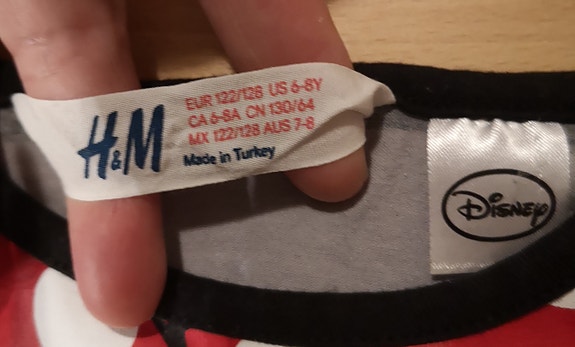 H&M
EUR 122/128 US 6-8Y
CA 6-8A CN 130/64
MX 122/128 AUS 7-8
Made in Turkey
Disney